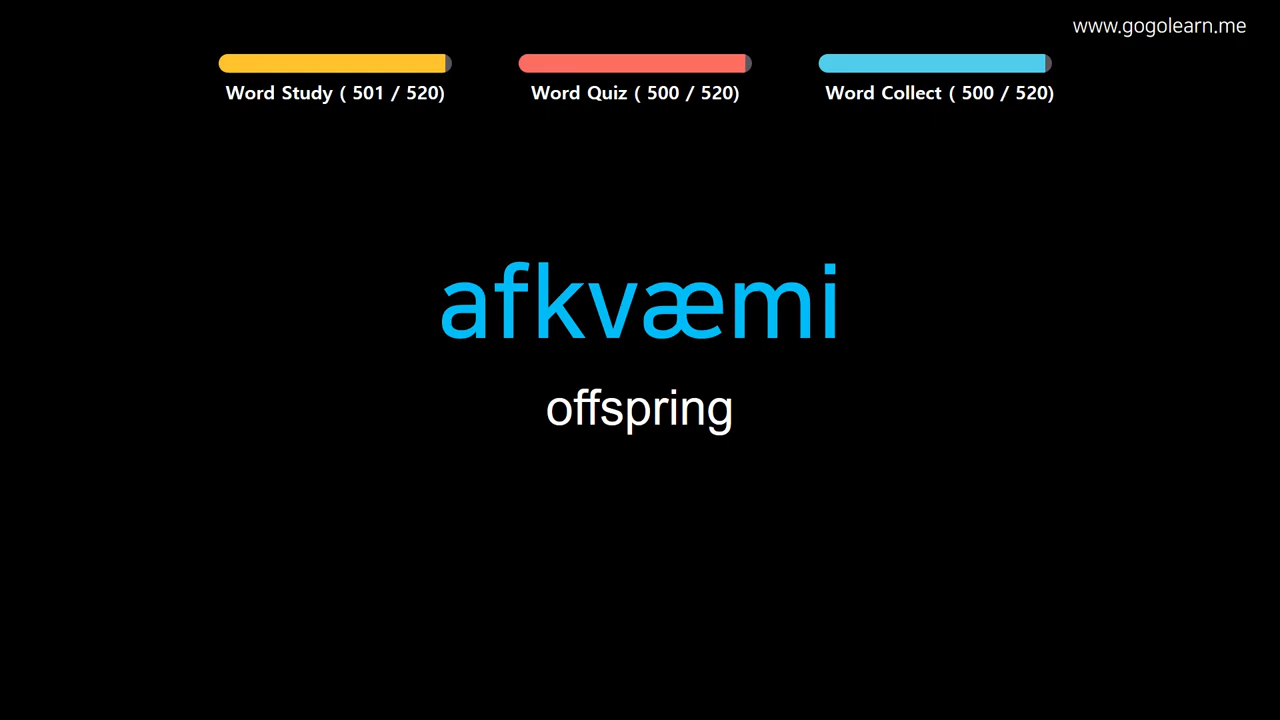 www.gogolearn.me
Word Study ( 501 / 520)
Word Quiz ( 500 / 520)
Word Collect ( 500 / 520)
afkvæmi
offspring